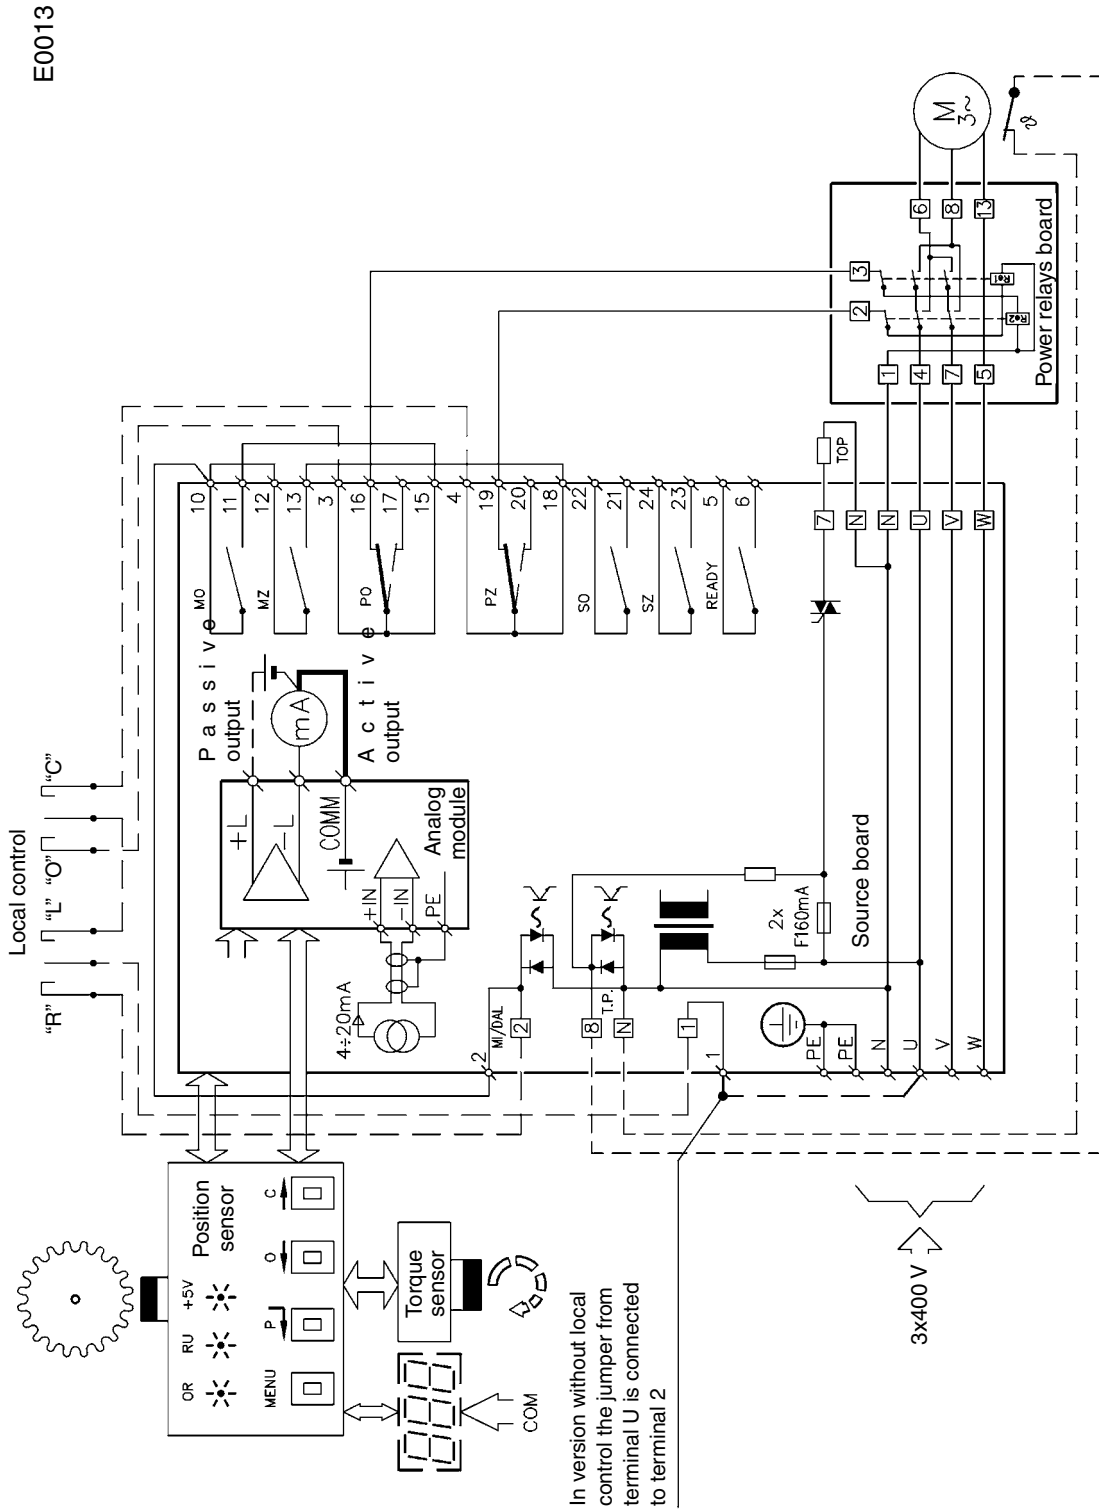 E0013
Local control
"R"
"L"
"O"
"C"
Position
sensor
OR
RU
+5V
MENU
P
O
C
Torque
sensor
COM
4÷20mA
+IN
−IN
PE
+L
−L
COMM
Analog
module
Passive
output
Active
output
mA
MO
MZ
PO
PZ
SO
SZ
READY
10
11
12
13
3
16
17
15
4
19
20
18
22
21
24
23
5
6
2
MI/DAL
2
8
T.P.
N
1
1
PE
PE
N
U
V
W
2x
F160mA
Source board
7
N
N
U
V
W
TOP
1
4
7
5
2
3
6
8
13
Re1
Re2
Power relays board
M
3~
ϑ
In version without local
control the jumper from
terminal U is connected
to terminal 2
3x400 V